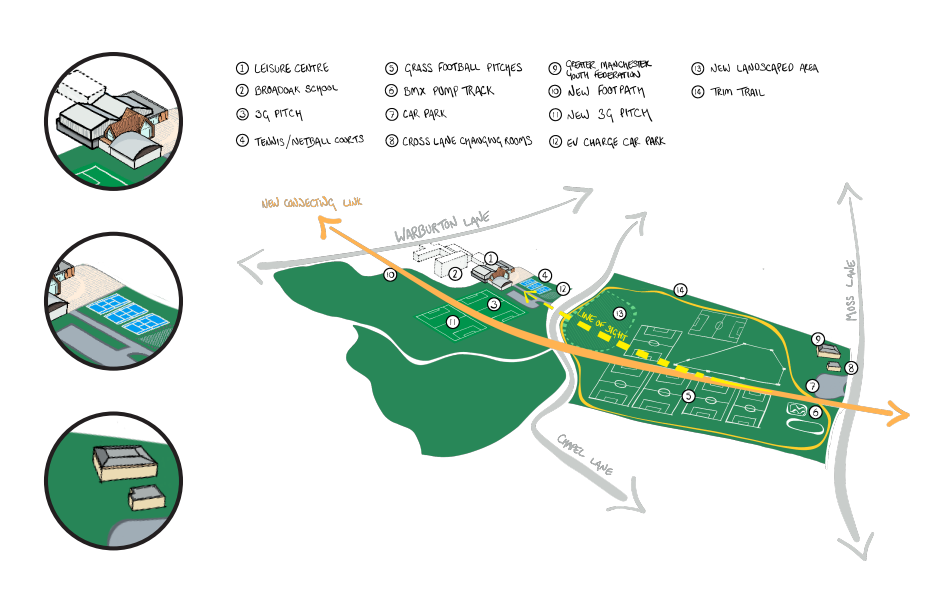 1 LEISURE CENTRE
2 BROADOAK SCHOOL
3 3G PITCH
4 TENNIS/NETBALL COURTS
5 GRASS FOOTBALL PITCHES
6 BMX PUMP TRACK
7 CAR PARK
8 CROSS LANE CHANGING ROOMS
9 GREATER MANCHESTER
YOUTH FEDERATION
10 NEW FOOTPATH
11 NEW 3G PITCH
12 EV CHARGE CAR PARK
13 NEW LANDSCAPED AREA
14 TRIM TRAIL
NEW CONNECTING LINK
WARBURTON LANE
1
2
10
4
12
3
11
13
LINE OF SIGHT
14
MOSS LANE
9
8
7
6
5
CHAPEL LANE